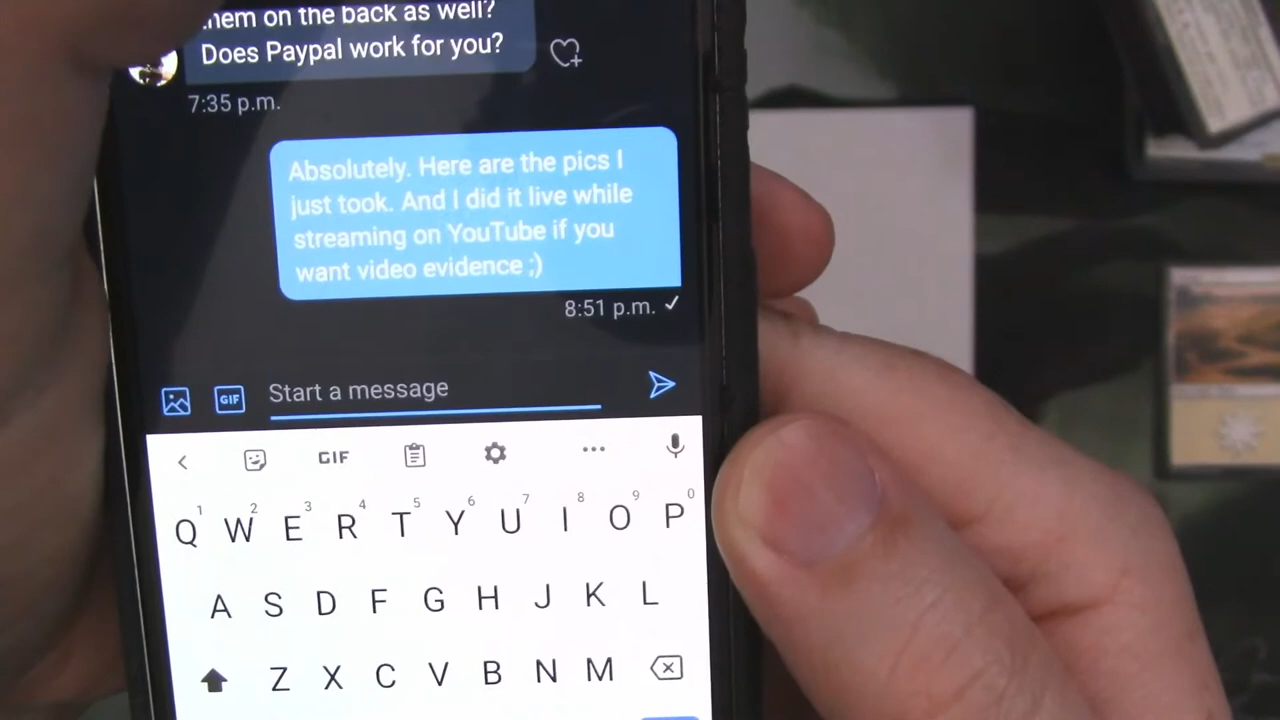 them on the back as well?
Does Paypal work for you?
7:35 p.m.
Absolutely. Here are the pics I
just took. And I did it live while
streaming on YouTube if you
want video evidence ;)
8:51 p.m.
GIF
Start a message
GIF
1 2 3 4 5 6 7 8 9 0
Q W E R T Y U I O P
A S D F G H J K L
Z X C V B N M